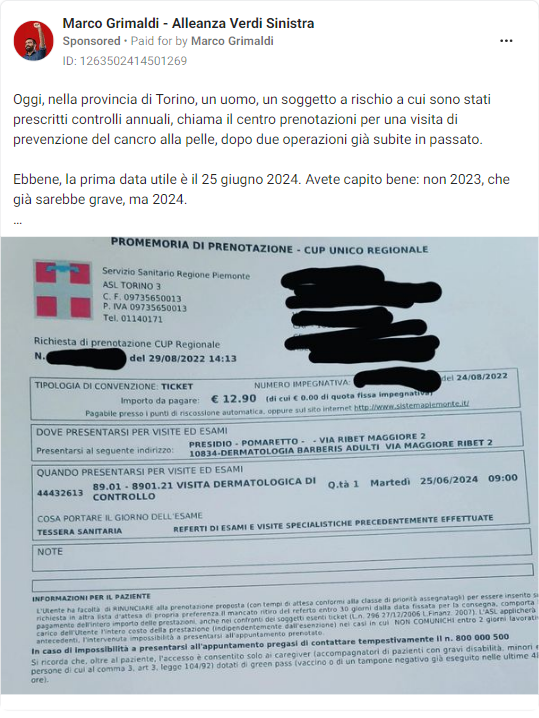 Marco Grimaldi - Alleanza Verdi Sinistra
Sponsored • Paid for by Marco Grimaldi
ID: 1263502414501269
Oggi, nella provincia di Torino, un uomo, un soggetto a rischio a cui sono stati
prescritti controlli annuali, chiama il centro prenotazioni per una visita di
prevenzione del cancro alla pelle, dopo due operazioni già subite in passato.
Ebbene, la prima data utile è il 25 giugno 2024. Avete capito bene: non 2023, che
già sarebbe grave, ma 2024.
...
PROMEMORIA DI PRENOTAZIONE - CUP UNICO REGIONALE
Servizio Sanitario Regione Piemonte
ASL TORINO 3
C. F. 09735650013
P. IVA 09735650013
Tel. 01140171
Richiesta di prenotazione CUP Regionale
N. del 29/08/2022 14:13
TIPOLOGIA DI CONVENZIONE: TICKET NUMERO IMPEGNATIVA: del 24/08/2022
Importo da pagare: € 12.90 (di cui € 0.00 di quota fissa impegnativa)
Pagabile presso i punti di riscossione automatica, oppure sul sito internet http://www.sistemapiemonte.it/
DOVE PRESENTARSI PER VISITE ED ESAMI
Presentarsi al seguente indirizzo: PRESIDIO - POMARETTO - - VIA RIBET MAGGIORE 2
10834-DERMATOLOGIA BARBERIS ADULTI VIA MAGGIORE RIBET 2
QUANDO PRESENTARSI PER VISITE ED ESAMI
44432613 89.01 - 8901.21 VISITA DERMATOLOGICA DI CONTROLLO Q.tà 1 Martedì 25/06/2024 09:00
COSA PORTARE IL GIORNO DELL'ESAME
TESSERA SANITARIA REFERTI DI ESAMI E VISITE SPECIALISTICHE PRECEDENTEMENTE EFFETTUATE
NOTE
INFORMAZIONI PER IL PAZIENTE
L'Utente ha facoltà di RINUNCIARE alla prenotazione proposta (con tempi di attesa conformi alla classe di priorità assegnatagli) per essere inserito su
richiesta in altra lista d'attesa di propria preferenza.Il mancato ritiro del referto entro 30 giorni dalla data fissata per la consegna, comporta
pagamento dell'intero importo delle prestazioni, anche nei confronti dei soggetti esenti ticket (L.n. 796 27/12/2006 L.Finanz. 2007). L'ASL applicherà
carico dell'Utente l'intero costo della prestazione (indipendentemente dall'esenzione) nei casi in cui NON COMUNICHI entro 2 giorni lavorativi
antecedenti, l'intervenuta impossibilità a presentarsi all'appuntamento prenotato.
In caso di impossibilità a presentarsi all'appuntamento pregasi di contattare tempestivamente il n. 800 000 500
Si ricorda che, oltre al paziente, l'accesso è consentito solo ai caregiver (accompagnatori di pazienti con gravi disabilità, minori e
persone di cui al comma 3, art. 3, legge 104/92) dotati di green pass (vaccino o di un tampone negativo già eseguito nelle ultime 48
ore).